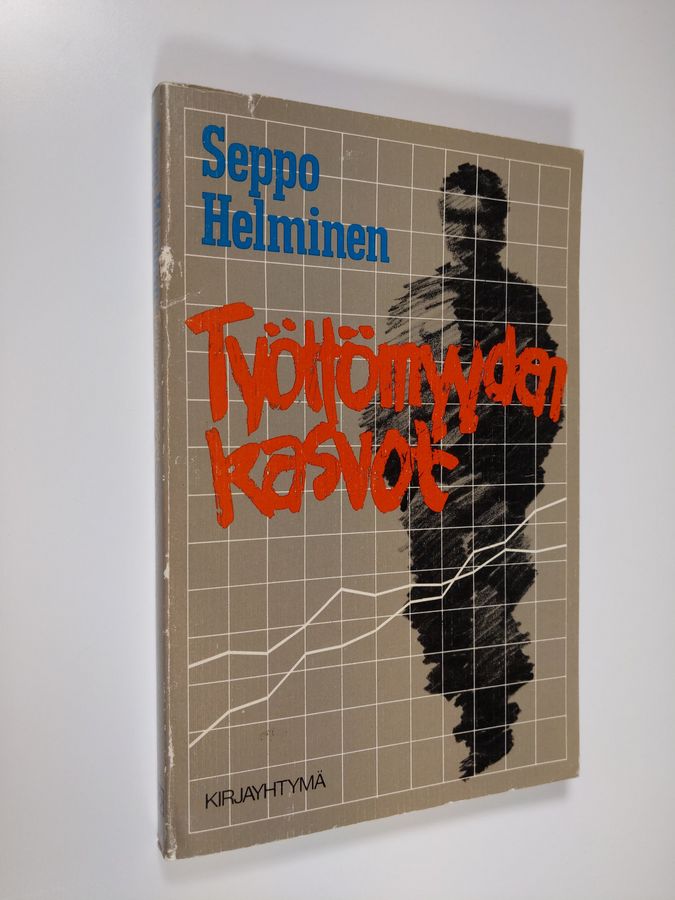 Seppo
Helminen
Työttömyyden
kasvot
KIRJAYHTYMÄ